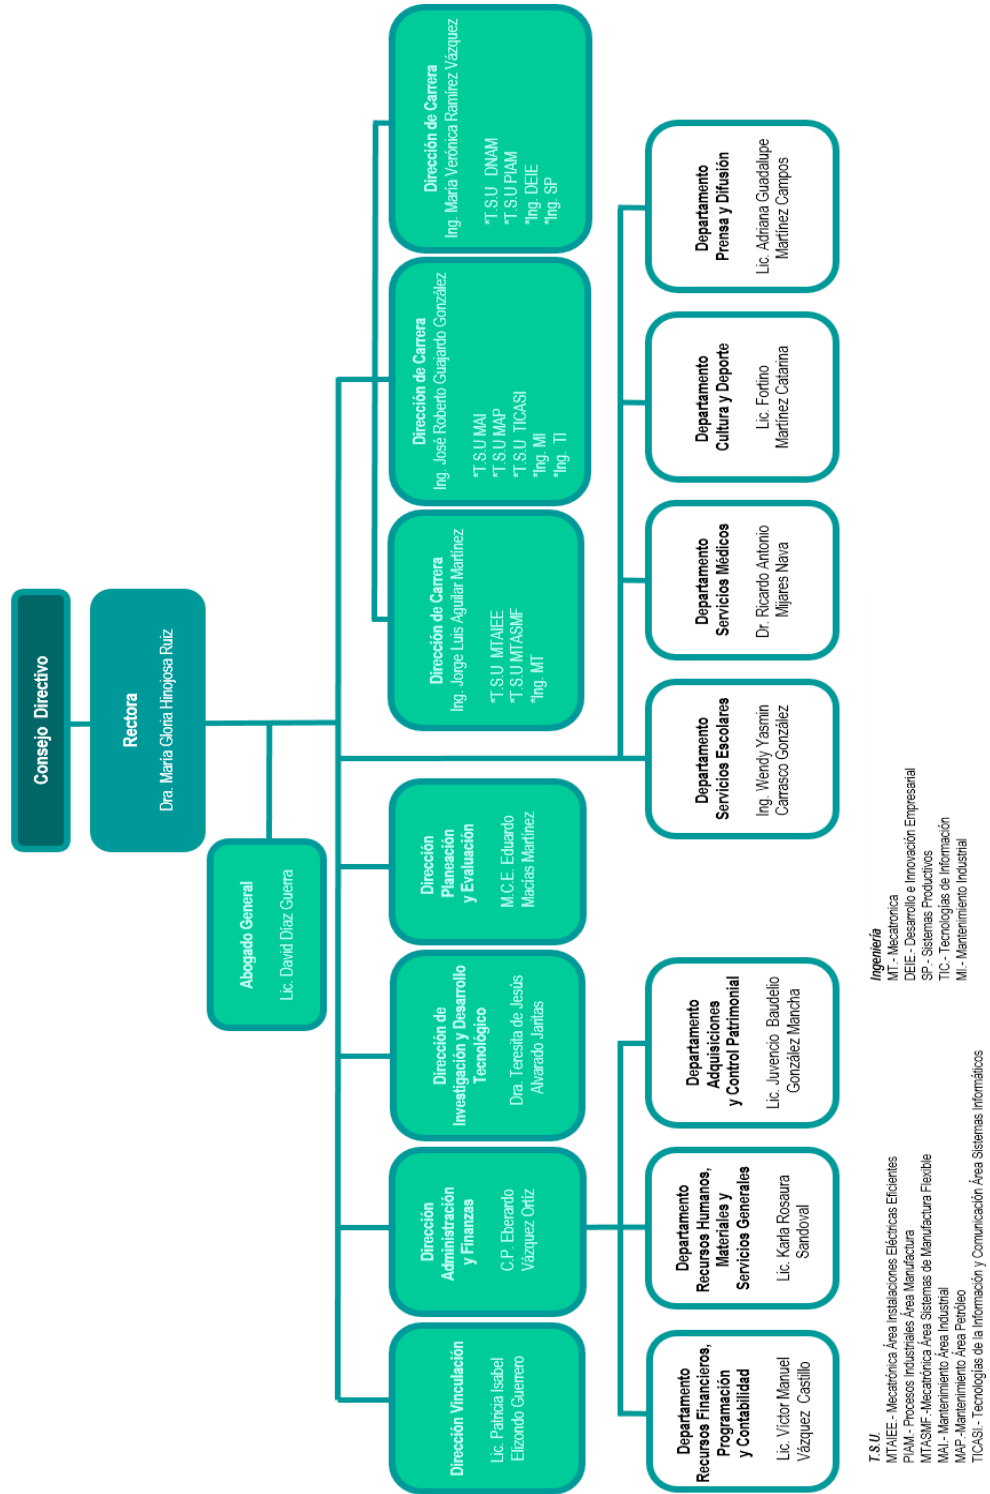 Consejo Directivo
Rectora
Dra. María Gloria Hinojosa Ruiz
Abogado General
Lic. David Díaz Guerra
Dirección Vinculación
Lic. Patricia Isabel
Elizondo Guerrero
Dirección
Administración
y Finanzas
C.P. Eberardo
Vázquez Ortíz
Dirección de
Investigación y Desarrollo
Tecnológico
Dra. Teresita de Jesús
Alvarado Jantas
Dirección
Planeación
y Evaluación
M.C.E. Eduardo
Macías Martínez
Dirección de Carrera
Ing. Jorge Luis Aguilar Martínez
*T.S.U MTAIEE
*T.S.U MTASMF
*Ing. MT
Dirección de Carrera
Ing. José Roberto Guajardo González
*T.S.U MAI
*T.S.U MAP
*T.S.U TICASI
*Ing. MI
*Ing. TI
Dirección de Carrera
Ing. María Verónica Ramírez Vázquez
*T.S.U DNAM
*T.S.U PIAM
*Ing. DEIE
*Ing. SP
Departamento
Recursos Financieros,
Programación
y Contabilidad
Lic. Víctor Manuel
Vázquez Castillo
Departamento
Recursos Humanos,
Materiales y
Servicios Generales
Lic. Karla Rosaura
Sandoval
Departamento
Adquisiciones
y Control Patrimonial
Lic. Juvencio Baudelio
González Mancha
Departamento
Servicios Escolares
Ing. Wendy Yasmin
Carrasco González
Departamento
Servicios Médicos
Dr. Ricardo Antonio
Mijares Nava
Departamento
Cultura y Deporte
Lic. Fortino
Martínez Catarina
Departamento
Prensa y Difusión
Lic. Adriana Guadalupe
Martínez Campos
T.S.U.
MTAIEE.- Mecatrónica Área Instalaciones Eléctricas Eficientes
PIAM.- Procesos Industriales Área Manufactura
MTASMF.-Mecatrónica Área Sistemas de Manufactura Flexible
MAI.- Mantenimiento Área Industrial
MAP.-Mantenimiento Área Petróleo
TICASI.- Tecnologías de la Información y Comunicación Área Sistemas Informáticos
Ingeniería
MT.- Mecatronica
DEIE.- Desarrollo e Innovación Empresarial
SP.- Sistemas Productivos
TIC.- Tecnologías de Información
MI.- Mantenimiento Industrial